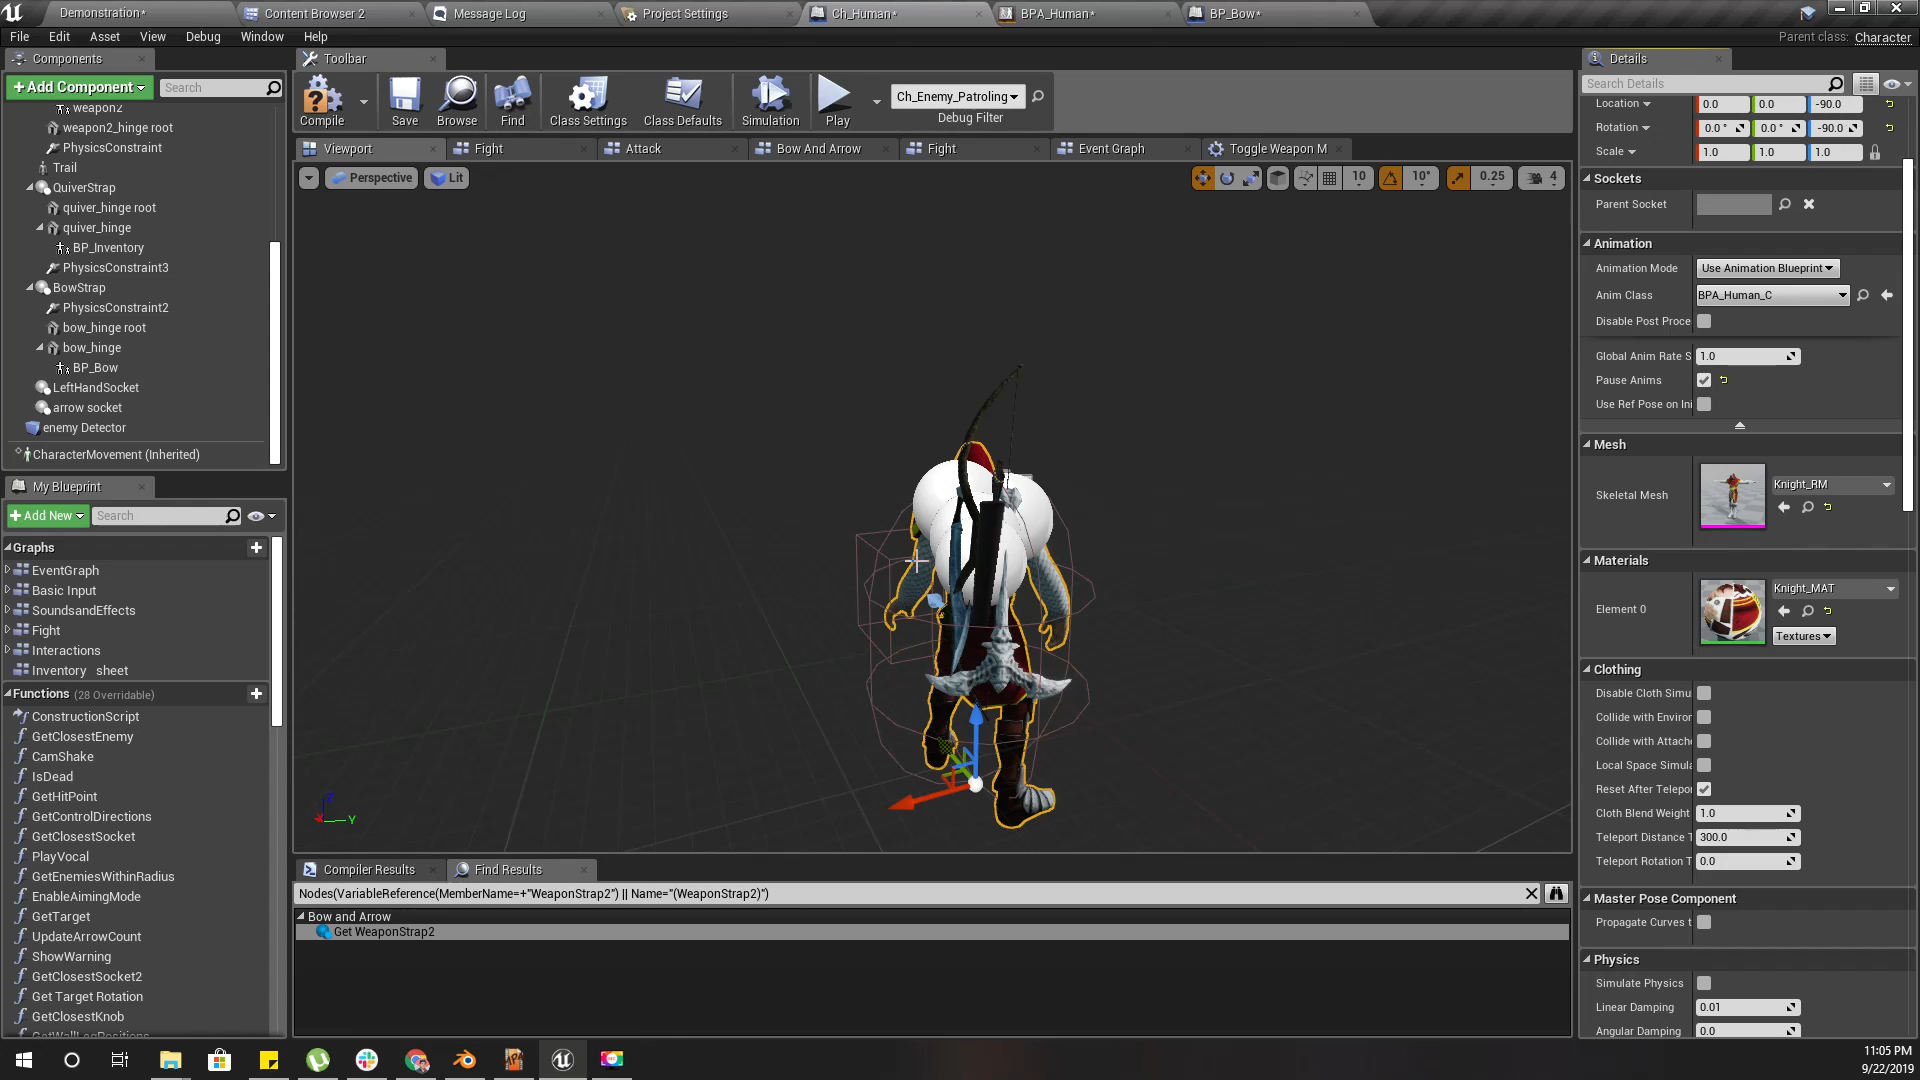 Demonstration*
Content Browser 2
Message Log
Project Settings
Ch_Human*
BPA_Human*
BP_Bow*
File Edit Asset View Debug Window Help
Parent class: Character
Components
+ Add Component
Search
weapon2
weapon2_hinge root
PhysicsConstraint
Trail
QuiverStrap
quiver_hinge root
quiver_hinge
BP_Inventory
PhysicsConstraint3
BowStrap
PhysicsConstraint2
bow_hinge root
bow_hinge
BP_Bow
LeftHandSocket
arrow socket
enemy Detector
CharacterMovement (Inherited)
My Blueprint
+ Add New
Search
Graphs
EventGraph
Basic Input
SoundsandEffects
Fight
Interactions
Inventory sheet
Functions (28 Overridable)
ConstructionScript
GetClosestEnemy
CamShake
IsDead
GetHitPoint
GetControlDirections
GetClosestSocket
PlayVocal
GetEnemiesWithinRadius
EnableAimingMode
GetTarget
UpdateArrowCount
ShowWarning
GetClosestSocket2
Get Target Rotation
GetClosestKnob
GetWallLegPositions
Toolbar
Compile
Save
Browse
Find
Class Settings
Class Defaults
Simulation
Play
Ch_Enemy_Patroling
Debug Filter
Viewport
Fight
Attack
Bow And Arrow
Fight
Event Graph
Toggle Weapon M
Perspective
Lit
10
10°
0.25
4
Z
Y
Compiler Results
Find Results
Nodes(VariableReference(MemberName=+"WeaponStrap2") || Name="(WeaponStrap2)")
Bow and Arrow
Get WeaponStrap2
Details
Search Details
Location 0.0 0.0 -90.0
Rotation 0.0 ° 0.0 ° -90.0
Scale 1.0 1.0 1.0
Sockets
Parent Socket
Animation
Animation Mode Use Animation Blueprint
Anim Class BPA_Human_C
Disable Post Proce
Global Anim Rate S 1.0
Pause Anims
Use Ref Pose on Ini
Mesh
Skeletal Mesh Knight_RM
Materials
Element 0 Knight_MAT
Textures
Clothing
Disable Cloth Simu
Collide with Enviror
Collide with Attache
Local Space Simula
Reset After Telepor
Cloth Blend Weight 1.0
Teleport Distance T 300.0
Teleport Rotation T 0.0
Master Pose Component
Propagate Curves t
Physics
Simulate Physics
Linear Damping 0.01
Angular Damping 0.0
11:05 PM
9/22/2019